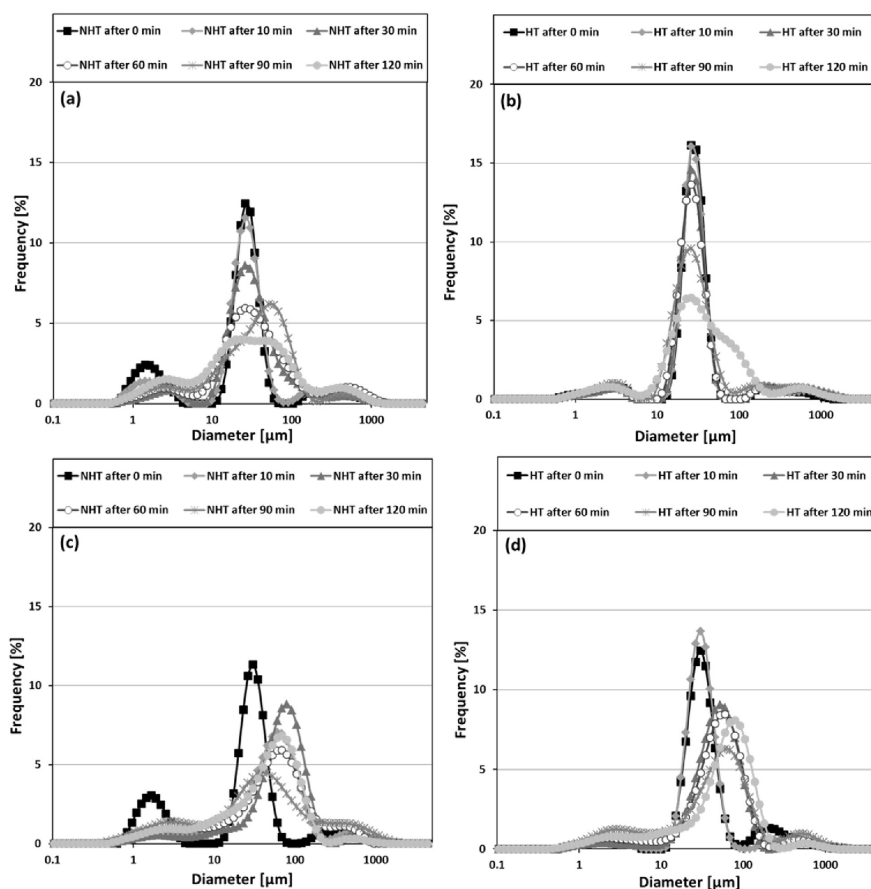 NHT after 0 min NHT after 10 min NHT after 30 min
NHT after 60 min NHT after 90 min NHT after 120 min
20
15
10
5
0
Frequency [%]
(a)
0.1 1 10 100 1000
Diameter [µm]
HT after 0 min HT after 10 min HT after 30 min
HT after 60 min HT after 90 min HT after 120 min
20
15
10
5
0
Frequency [%]
(b)
0.1 1 10 100 1000
Diameter [µm]
NHT after 0 min NHT after 10 min NHT after 30 min
NHT after 60 min NHT after 90 min NHT after 120 min
20
15
10
5
0
Frequency [%]
(c)
0.1 1 10 100 1000
Diameter [µm]
HT after 0 min HT after 10 min HT after 30 min
HT after 60 min HT after 90 min HT after 120 min
20
15
10
5
0
Frequency [%]
(d)
0.1 1 10 100 1000
Diameter [µm]